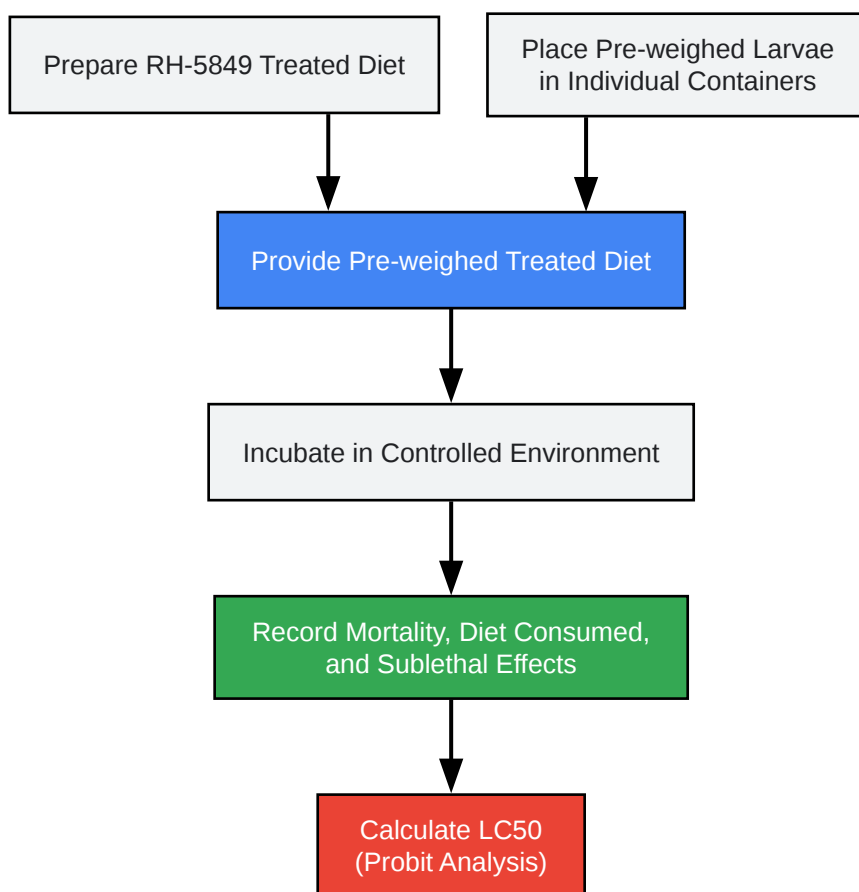 Prepare RH-5849 Treated Diet
Place Pre-weighed Larvae
in Individual Containers
Provide Pre-weighed Treated Diet
Incubate in Controlled Environment
Record Mortality, Diet Consumed,
and Sublethal Effects
Calculate LC50
(Probit Analysis)